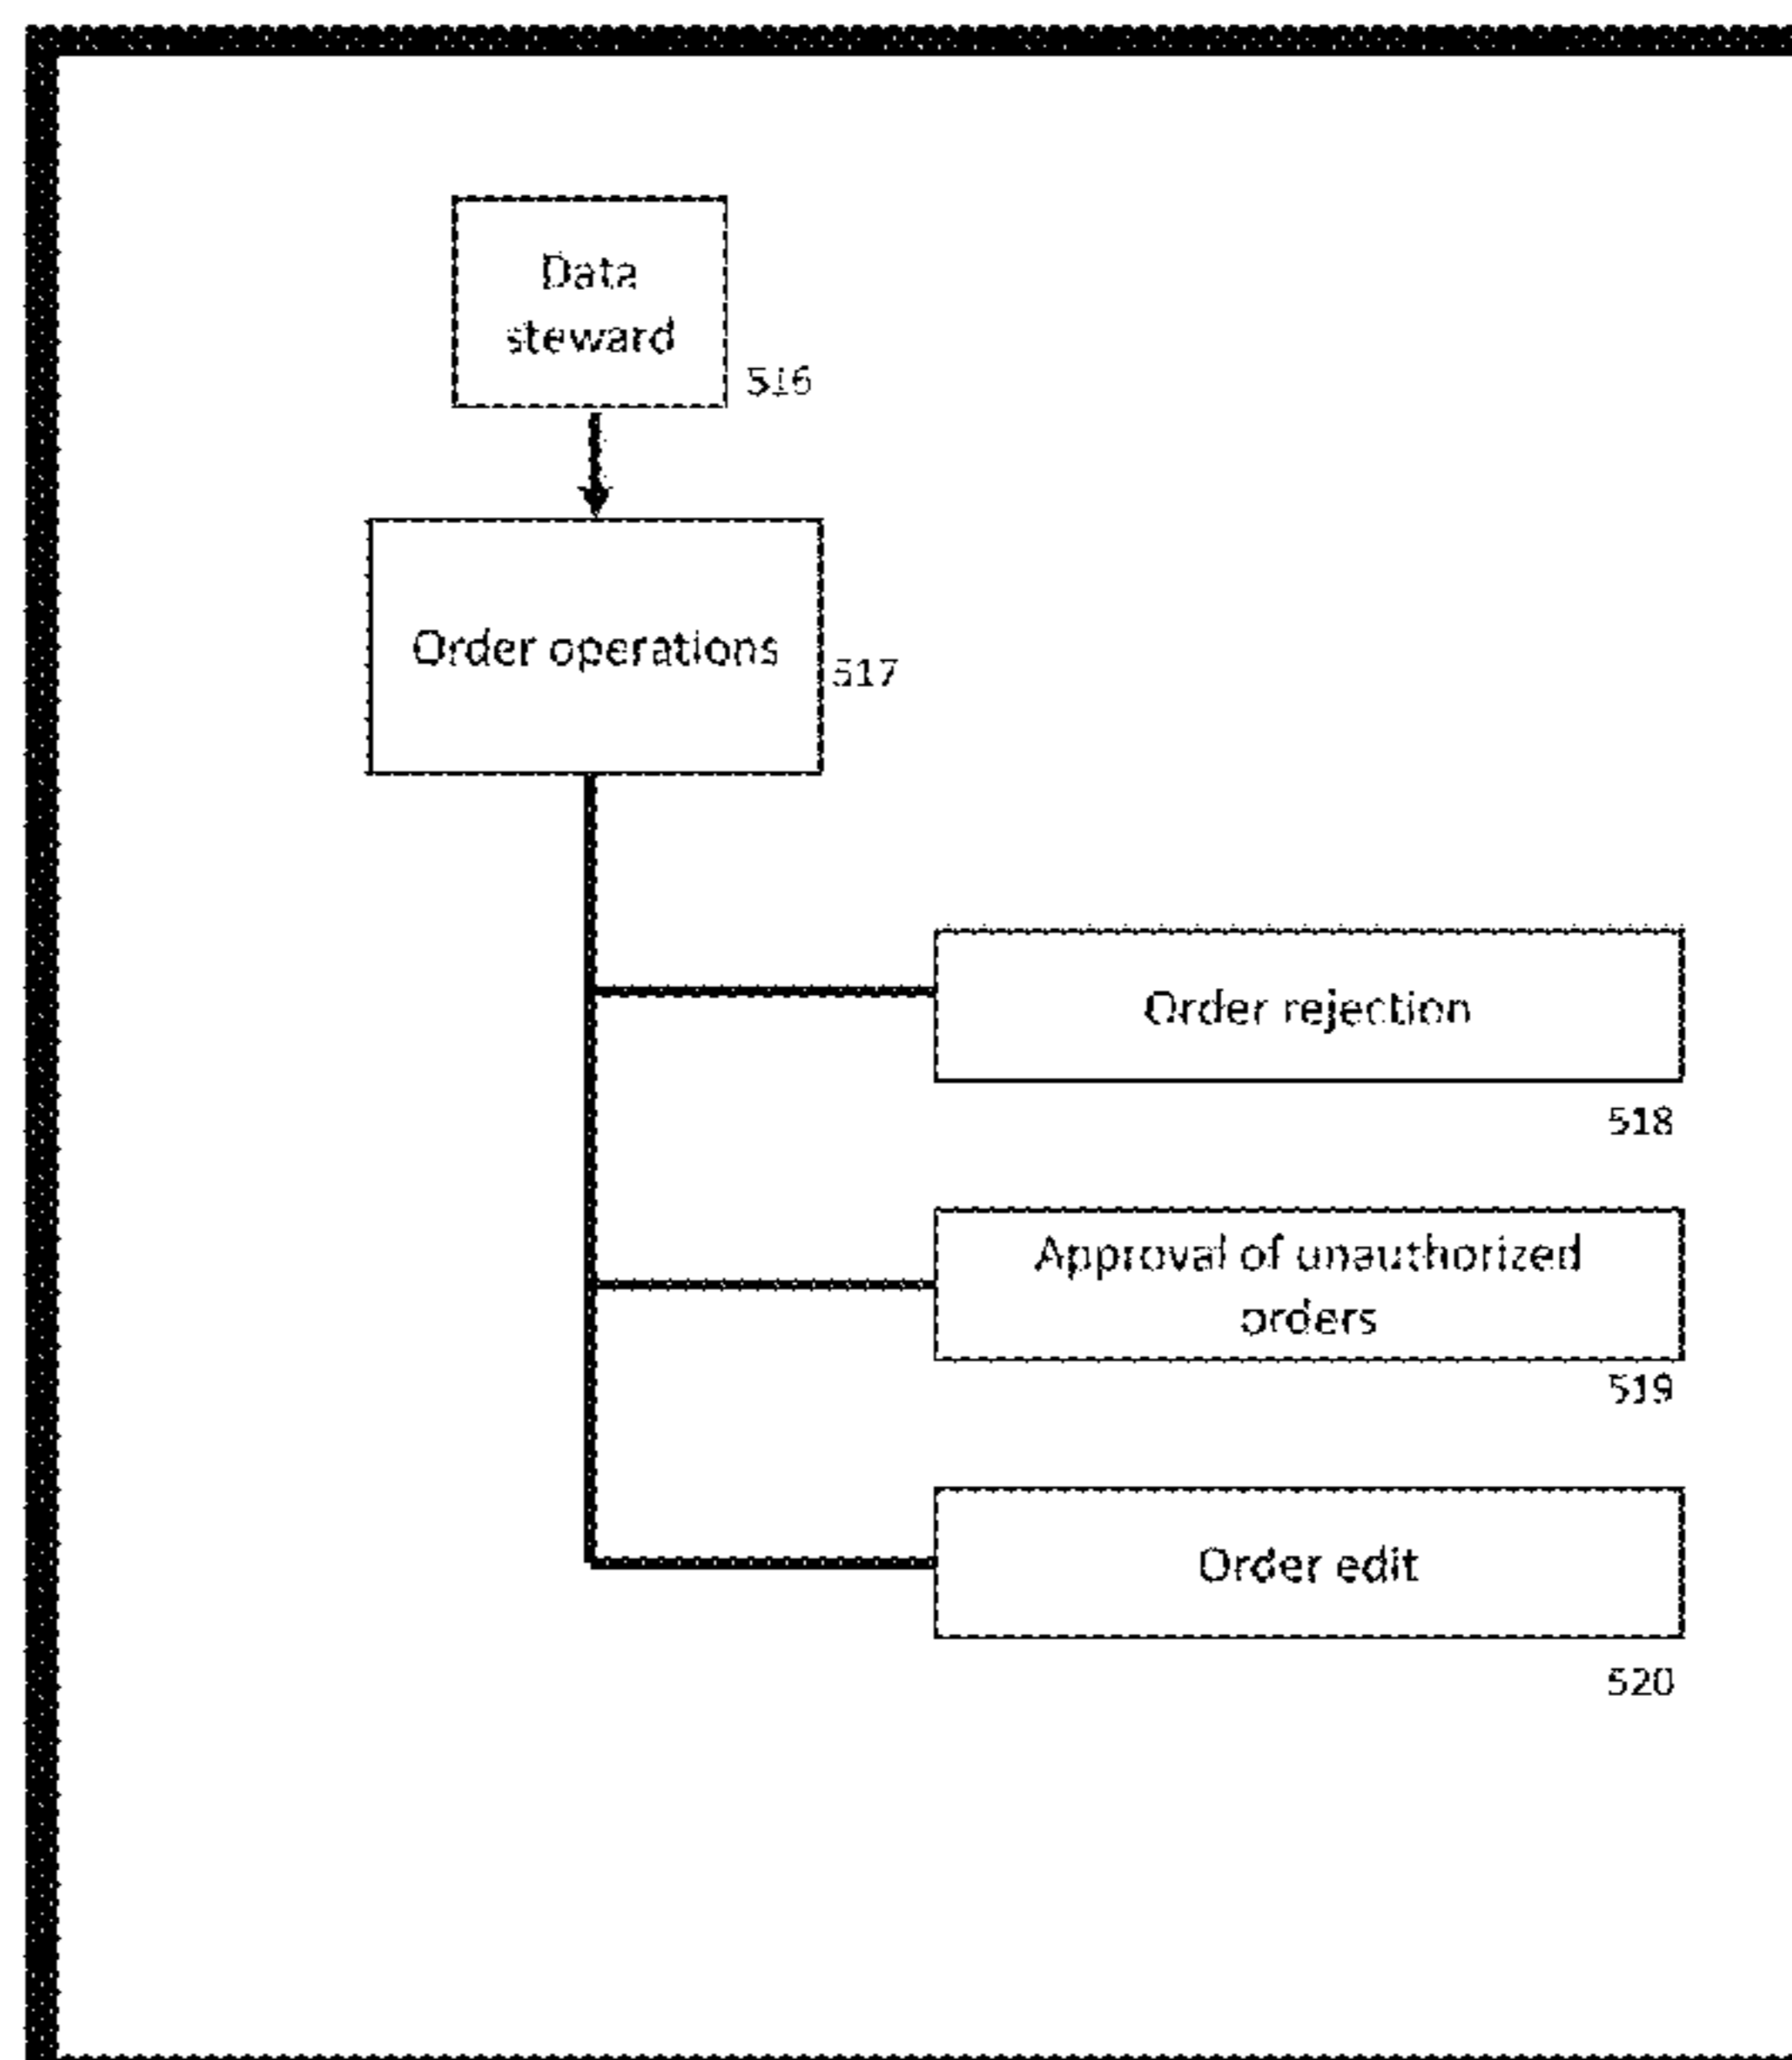 Data
steward
516
Order operations
517
Order rejection
518
Approval of unauthorized
orders
519
Order edit
520